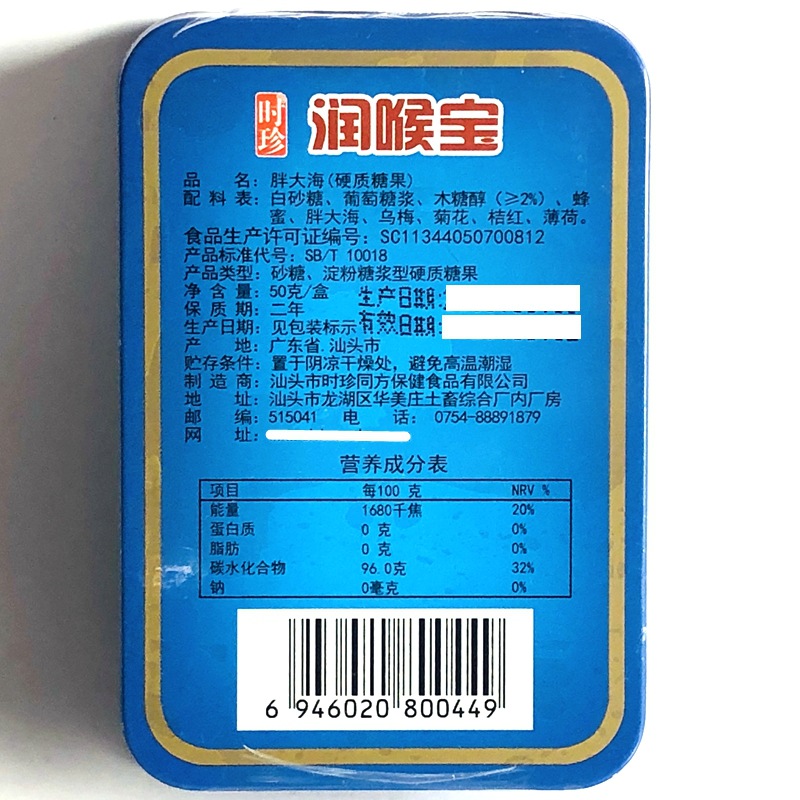 时珍 润喉宝
品 名：胖大海(硬质糖果)
配 料 表：白砂糖、葡萄糖浆、木糖醇（≥2%）、蜂
蜜、胖大海、乌梅、菊花、桔红、薄荷。
食品生产许可证编号：SC11344050700812
产品标准代号：SB/T 10018
产品类型：砂糖、淀粉糖浆型硬质糖果
净 含 量：50克/盒 生产日期:
保 质 期：二年
生产日期：见包装标示 有效日期:
产 地：广东省.汕头市
贮存条件：置于阴凉干燥处，避免高温潮湿
制 造 商：汕头市时珍同方保健食品有限公司
地 址：汕头市龙湖区华美庄土畜综合厂内厂房
邮 编：515041 电 话：0754-88891879
网 址：
营养成分表
项目 每100 克 NRV %
能量 1680千焦 20%
蛋白质 0 克 0%
脂肪 0 克 0%
碳水化合物 96.0克 32%
钠 0毫克 0%
6 946020 800449